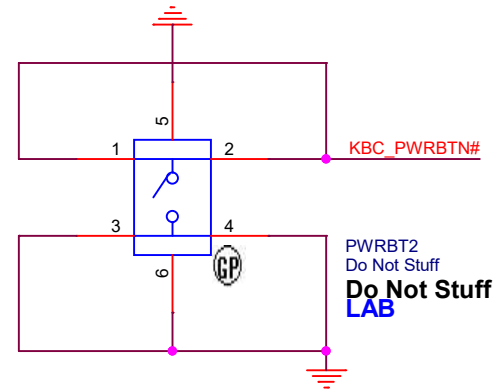 5
1
2
KBC_PWRBTN#
3
4
6
GP
PWRBT2
Do Not Stuff
Do Not Stuff
LAB